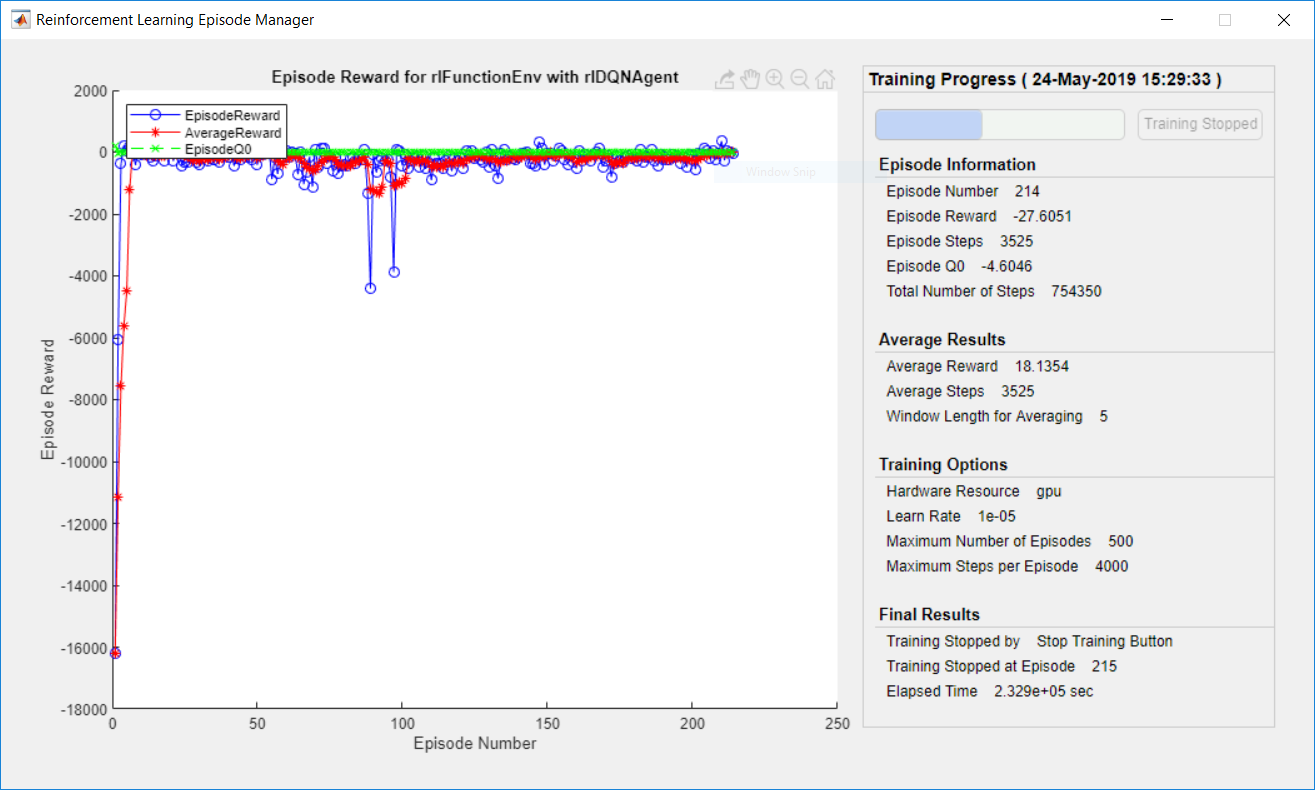 Reinforcement Learning Episode Manager
Episode Reward for rlFunctionEnv with rlDQNAgent
EpisodeReward
AverageReward
EpisodeQ0
2000
0
-2000
-4000
-6000
-8000
-10000
-12000
-14000
-16000
-18000
Episode Reward
0
50
100
150
200
250
Episode Number
Window Snip
Training Progress ( 24-May-2019 15:29:33 )
Training Stopped
Episode Information
Episode Number 214
Episode Reward -27.6051
Episode Steps 3525
Episode Q0 -4.6046
Total Number of Steps 754350
Average Results
Average Reward 18.1354
Average Steps 3525
Window Length for Averaging 5
Training Options
Hardware Resource gpu
Learn Rate 1e-05
Maximum Number of Episodes 500
Maximum Steps per Episode 4000
Final Results
Training Stopped by Stop Training Button
Training Stopped at Episode 215
Elapsed Time 2.329e+05 sec